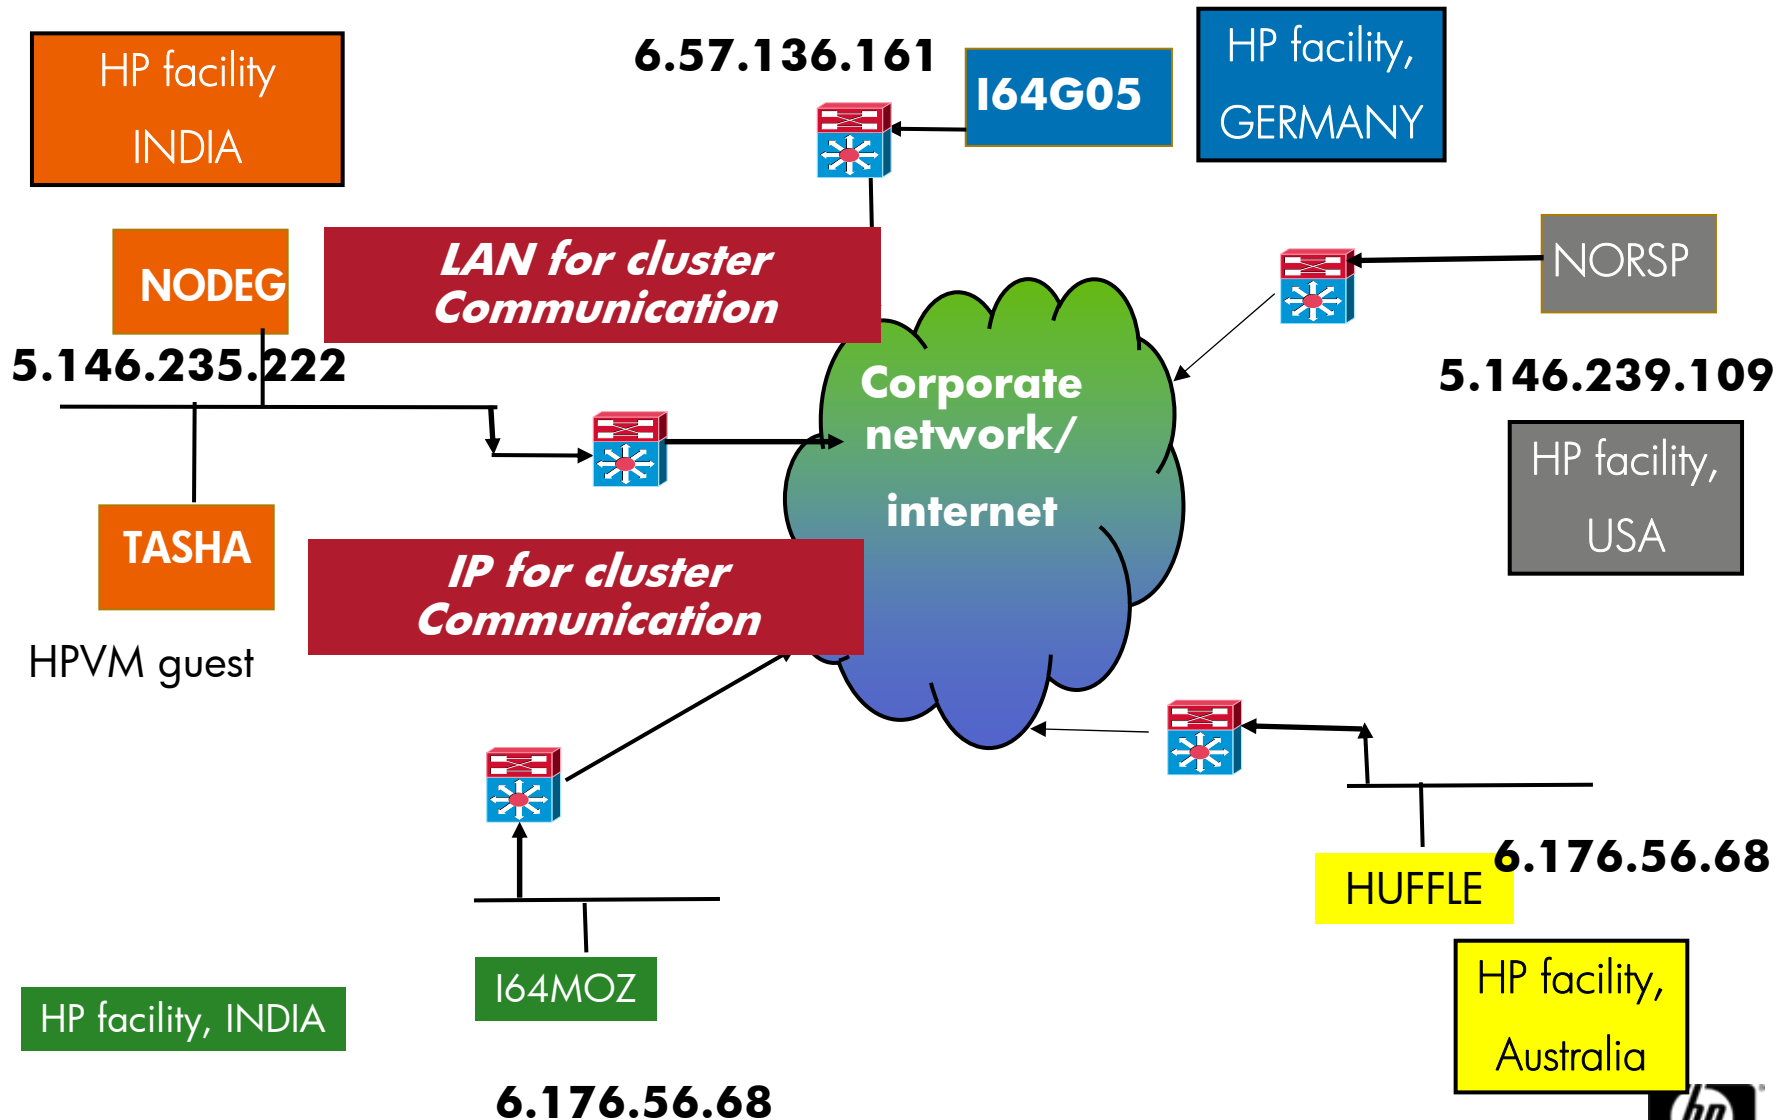 HP facility
INDIA
6.57.136.161
I64G05
HP facility,
GERMANY
NODEG
LAN for cluster
Communication
NORSP
5.146.235.222
5.146.239.109
Corporate
network/
internet
HP facility,
USA
TASHA
IP for cluster
Communication
HPVM guest
6.176.56.68
HUFFLE
I64MOZ
HP facility, INDIA
HP facility,
Australia
6.176.56.68
hp